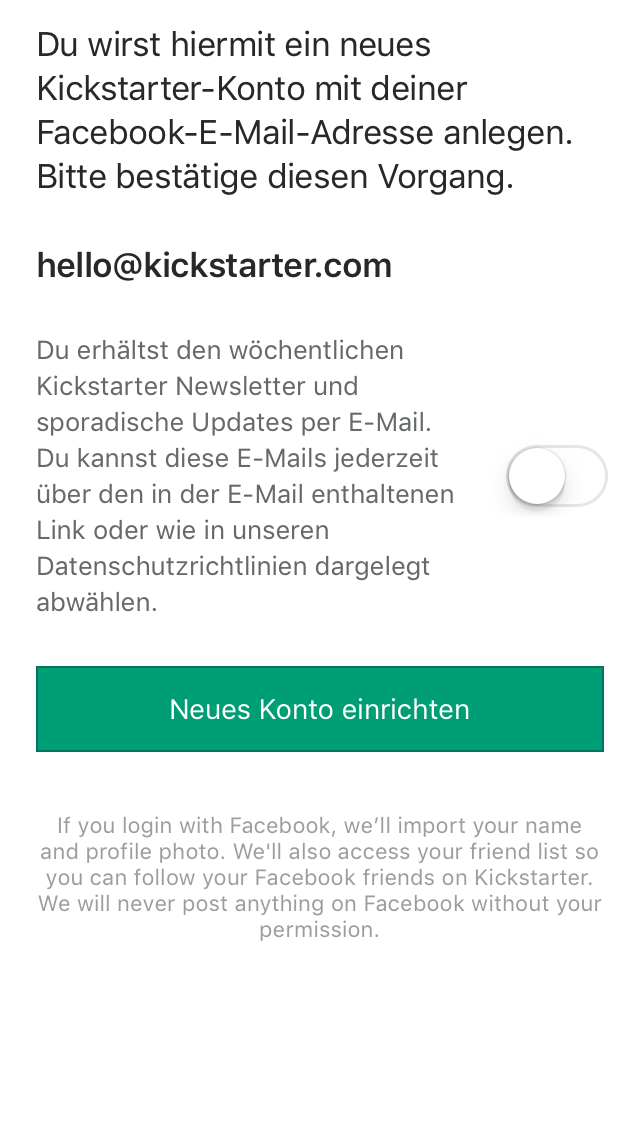 Du wirst hiermit ein neues
Kickstarter-Konto mit deiner
Facebook-E-Mail-Adresse anlegen.
Bitte bestätige diesen Vorgang.
hello@kickstarter.com
Du erhältst den wöchentlichen
Kickstarter Newsletter und
sporadische Updates per E-Mail.
Du kannst diese E-Mails jederzeit
über den in der E-Mail enthaltenen
Link oder wie in unseren
Datenschutzrichtlinien dargelegt
abwählen.
Neues Konto einrichten
If you login with Facebook, we’ll import your name
and profile photo. We'll also access your friend list so
you can follow your Facebook friends on Kickstarter.
We will never post anything on Facebook without your
permission.